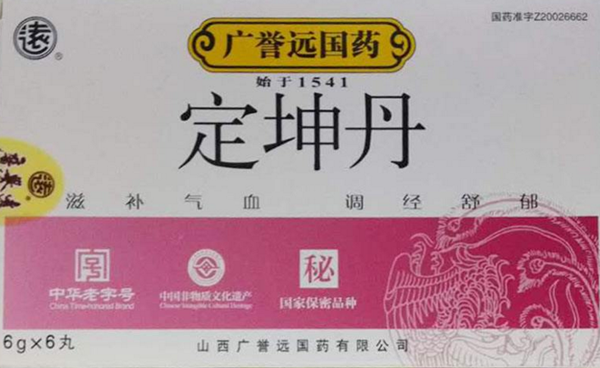 国药准字Z20026662
远®
广誉远国药
始于1541
定坤丹
滋补气血 调经舒郁
中华老字号
China Time-honored Brand
中国非物质文化遗产
Chinese Intangible Cultural Heritage
秘
国家保密品种
6g×6丸
山西广誉远国药有限公司